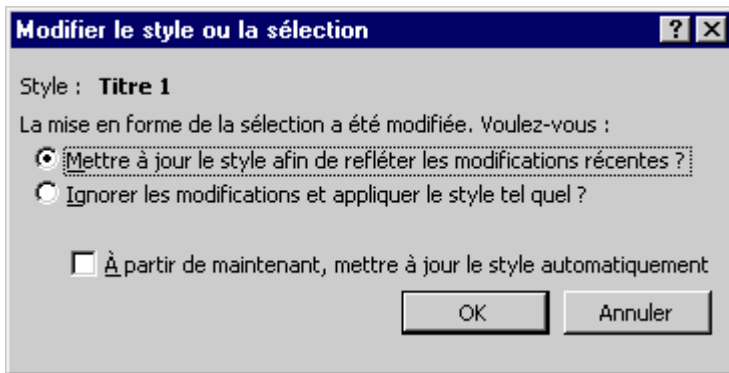 Modifier le style ou la sélection
Style : Titre 1
La mise en forme de la sélection a été modifiée. Voulez-vous :
Mettre à jour le style afin de refléter les modifications récentes ?
Ignorer les modifications et appliquer le style tel quel ?
À partir de maintenant, mettre à jour le style automatiquement
OK Annuler